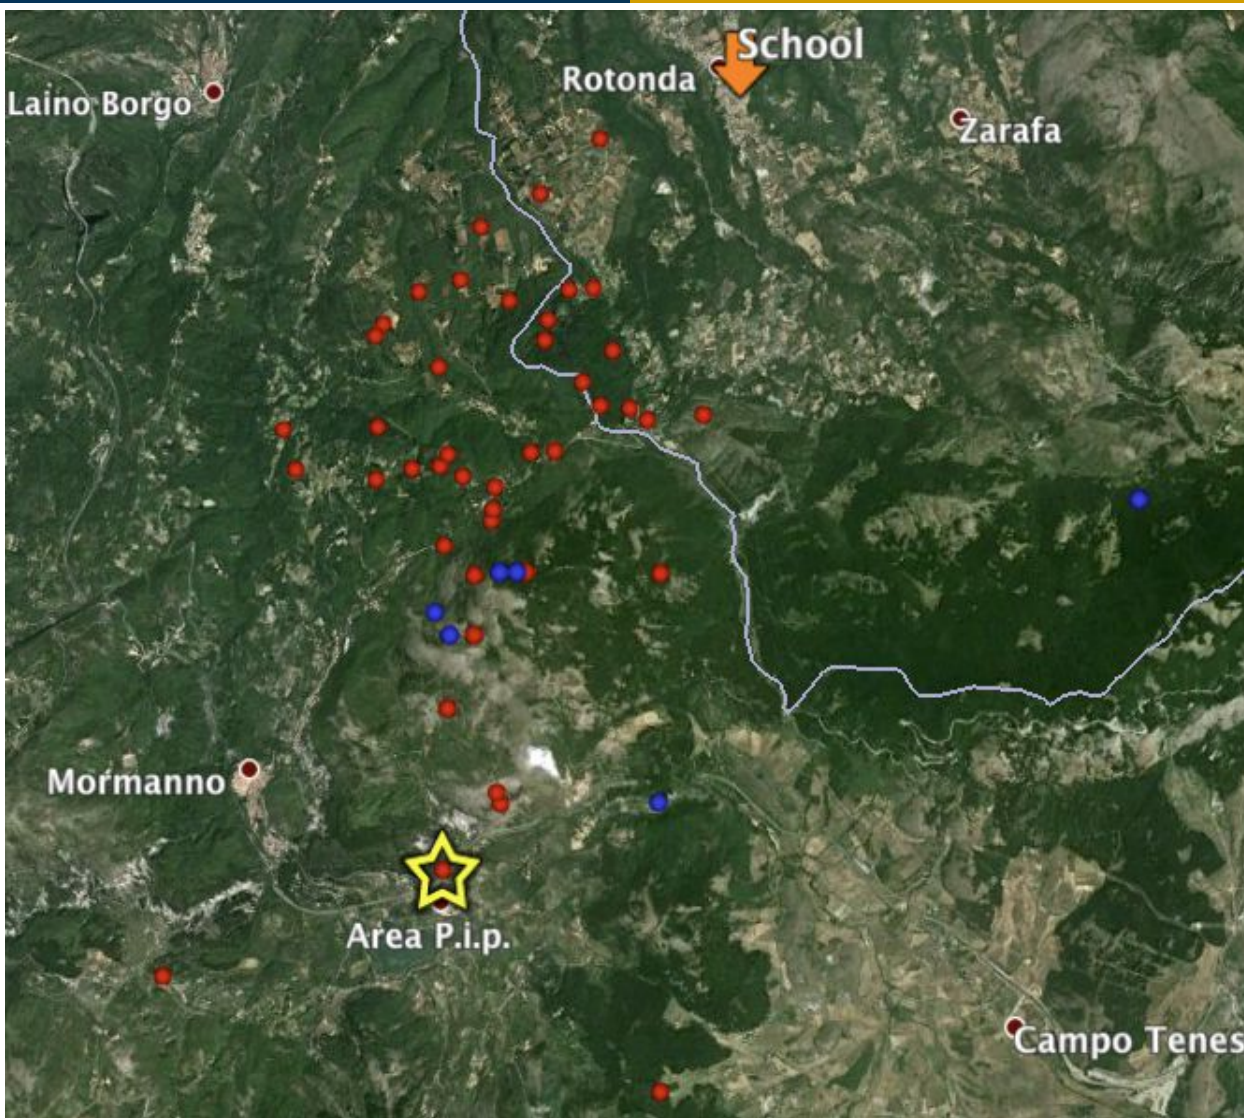 School
Rotonda
Laino Borgo
Zarafa
Mormanno
Area P.i.p.
Campo Tenes